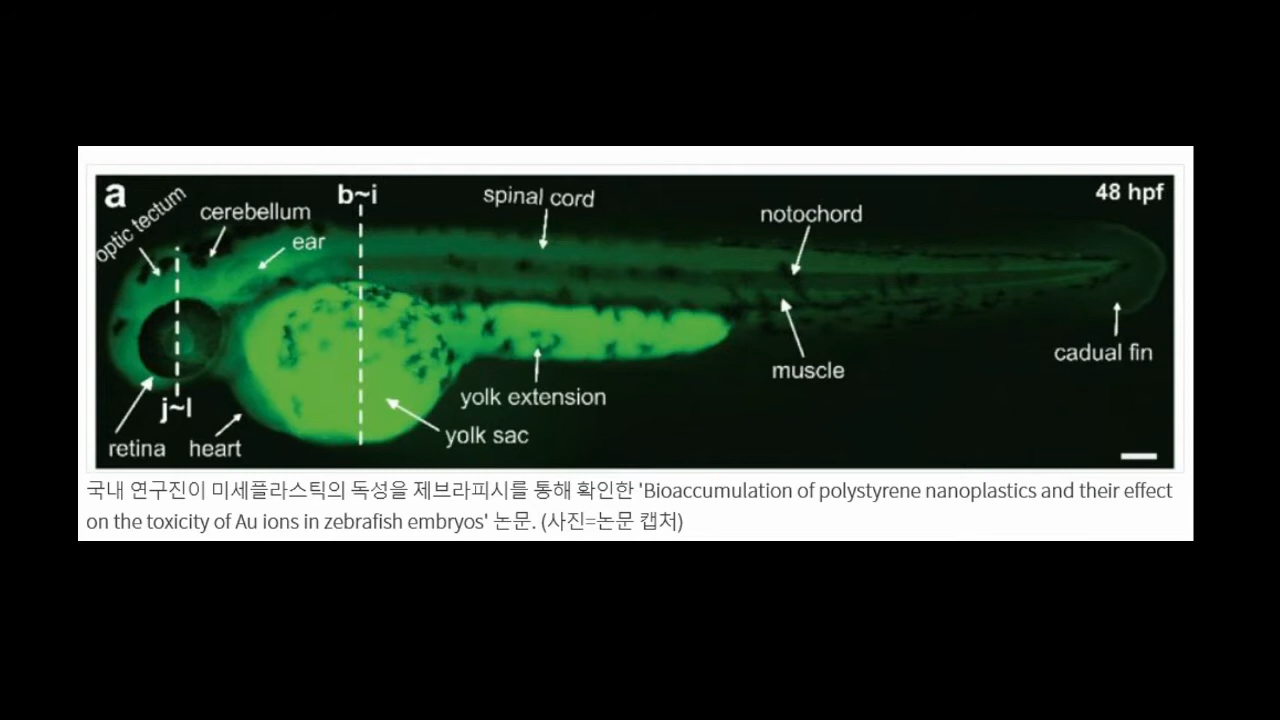 a
optic tectum
cerebellum
ear
b~i
spinal cord
notochord
48 hpf
cadual fin
muscle
yolk extension
yolk sac
j~l
retina
heart
국내 연구진이 미세플라스틱의 독성을 제브라피시를 통해 확인한 'Bioaccumulation of polystyrene nanoplastics and their effect
on the toxicity of Au ions in zebrafish embryos' 논문. (사진=논문 캡처)